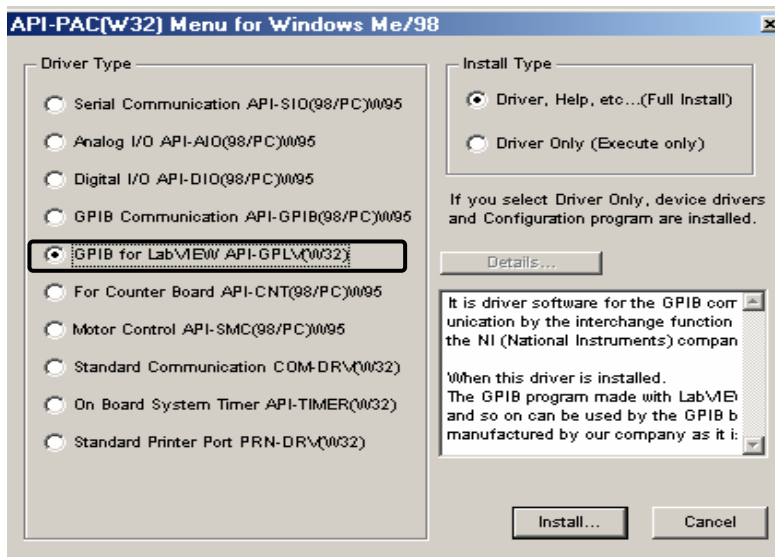 API-PAC(W32) Menu for Windows Me/98
Driver Type
Serial Communication API-SIO(98/PC)W95
Analog I/O API-AIO(98/PC)W95
Digital I/O API-DIO(98/PC)W95
GPIB Communication API-GPIB(98/PC)W95
GPIB for LabVIEW API-GPLV(W32)
For Counter Board API-CNT(98/PC)W95
Motor Control API-SMC(98/PC)W95
Standard Communication COM-DRV(W32)
On Board System Timer API-TIMER(W32)
Standard Printer Port PRN-DRV(W32)
Install Type
Driver, Help, etc...(Full Install)
Driver Only (Execute only)
If you select Driver Only, device drivers
and Configuration program are installed.
Details...
It is driver software for the GPIB com
unication by the interchange function
the NI (National Instruments) compan
When this driver is installed.
The GPIB program made with LabVIEW
and so on can be used by the GPIB b
manufactured by our company as it i
Install...
Cancel